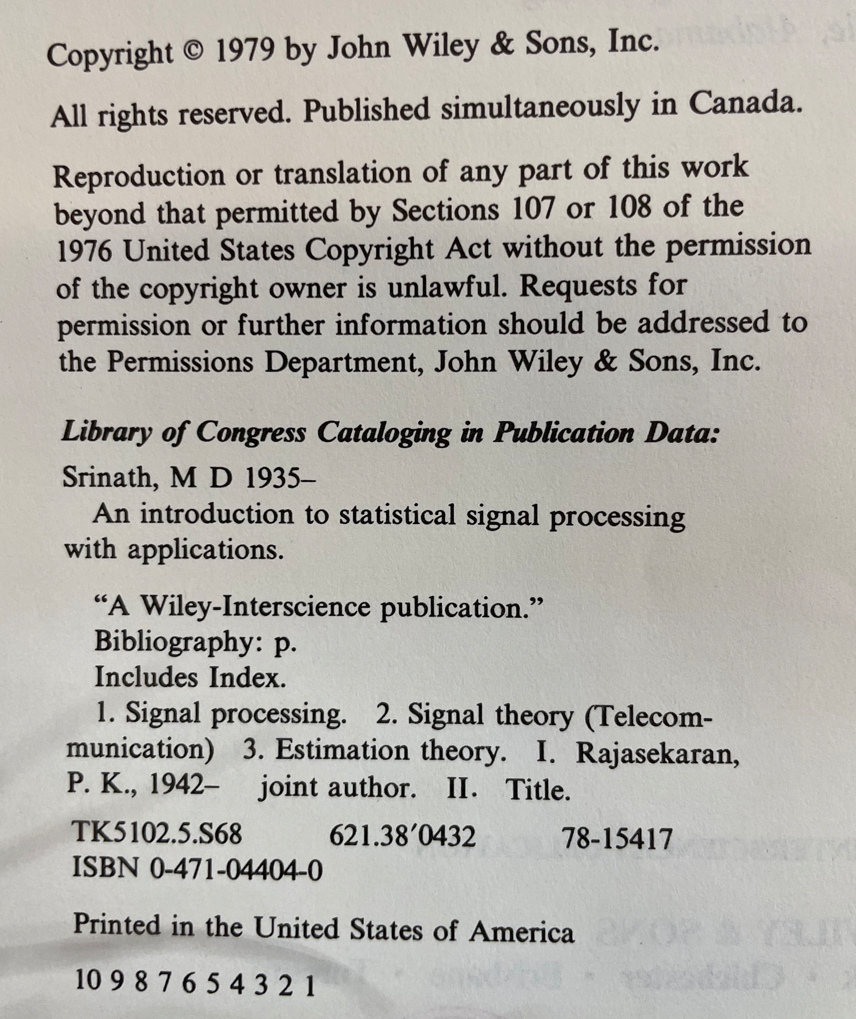 Copyright © 1979 by John Wiley & Sons, Inc.
All rights reserved. Published simultaneously in Canada.
Reproduction or translation of any part of this work
beyond that permitted by Sections 107 or 108 of the
1976 United States Copyright Act without the permission
of the copyright owner is unlawful. Requests for
permission or further information should be addressed to
the Permissions Department, John Wiley & Sons, Inc.
Library of Congress Cataloging in Publication Data:
Srinath, M D 1935–
An introduction to statistical signal processing
with applications.
“A Wiley-Interscience publication.”
Bibliography: p.
Includes Index.
1. Signal processing. 2. Signal theory (Telecom-
munication) 3. Estimation theory. I. Rajasekaran,
P. K., 1942– joint author. II. Title.
TK5102.5.S68 621.38′0432 78-15417
ISBN 0-471-04404-0
Printed in the United States of America
10 9 8 7 6 5 4 3 2 1